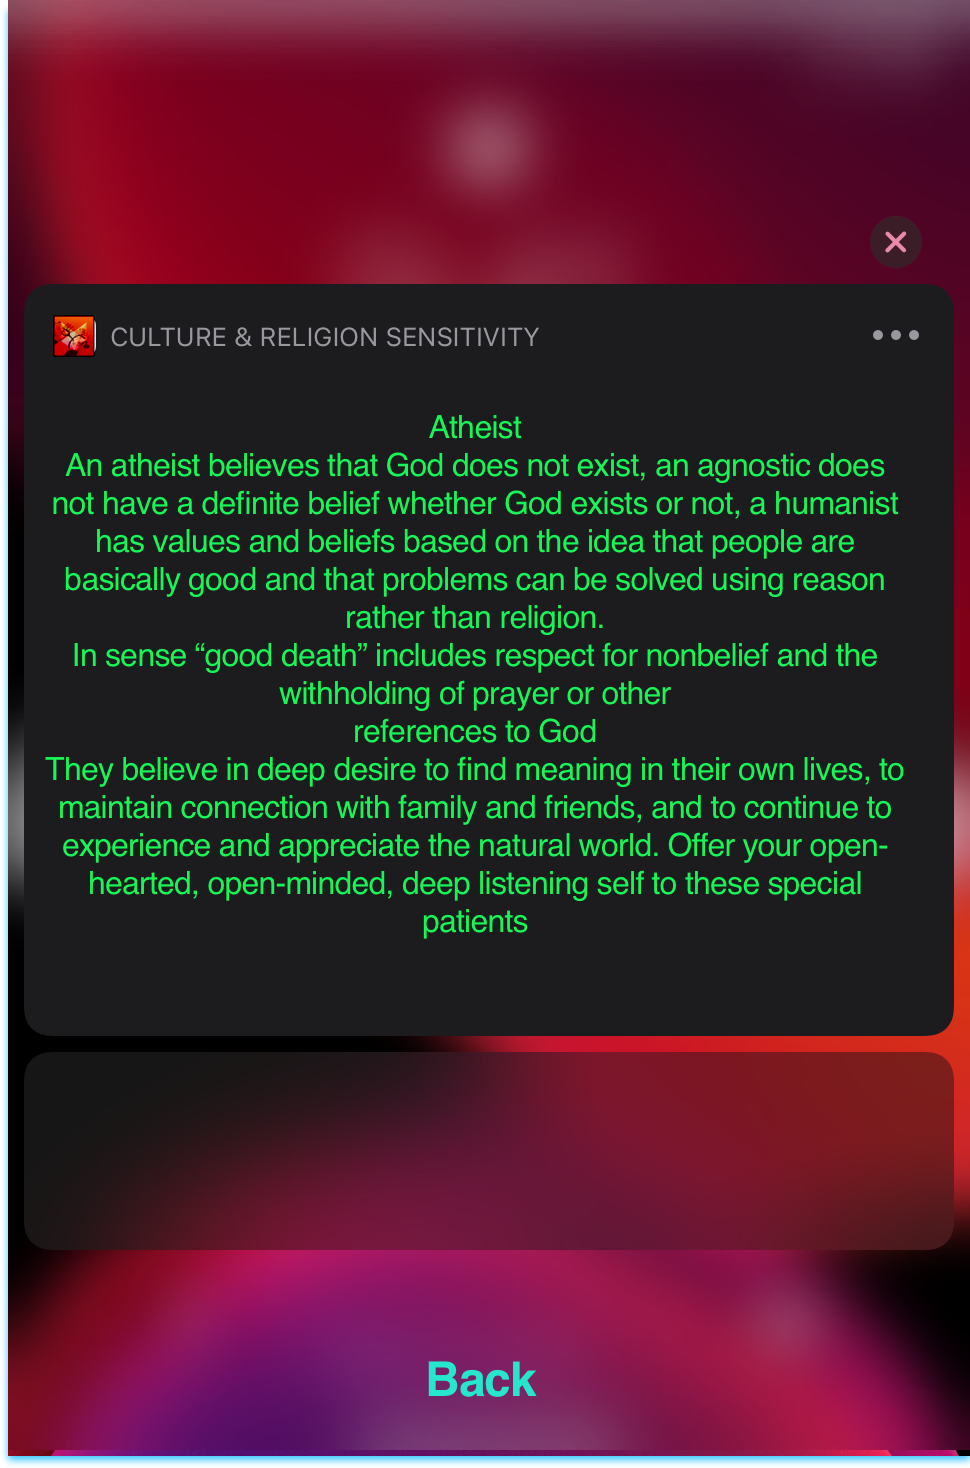 CULTURE & RELIGION SENSITIVITY
Atheist
An atheist believes that God does not exist, an agnostic does
not have a definite belief whether God exists or not, a humanist
has values and beliefs based on the idea that people are
basically good and that problems can be solved using reason
rather than religion.
In sense “good death” includes respect for nonbelief and the
withholding of prayer or other
references to God
They believe in deep desire to find meaning in their own lives, to
maintain connection with family and friends, and to continue to
experience and appreciate the natural world. Offer your open-
hearted, open-minded, deep listening self to these special
patients
Back